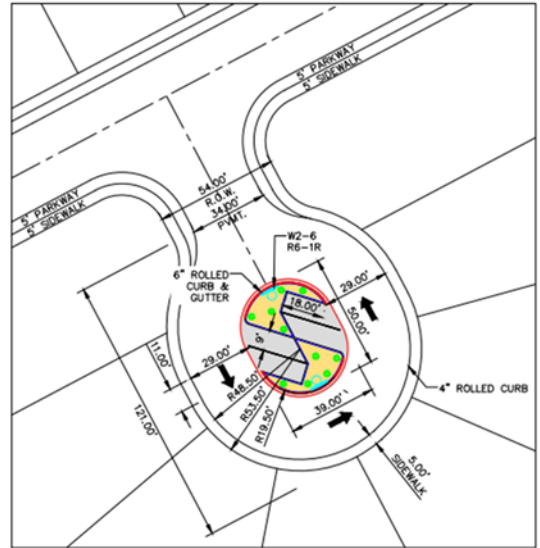 5' PARKWAY
5' SIDEWALK
5' PARKWAY
5' SIDEWALK
54.00'
R.O.W.
34.00'
PVMT.
W2-6
R6-1R
6" ROLLED
CURB &
GUTTER
18.00'
29.00'
50.00'
9'
11.00'
29.00'
121.00'
R48.50'
R53.50'
R19.50'
39.00'
4" ROLLED CURB
5.00'
SIDEWALK